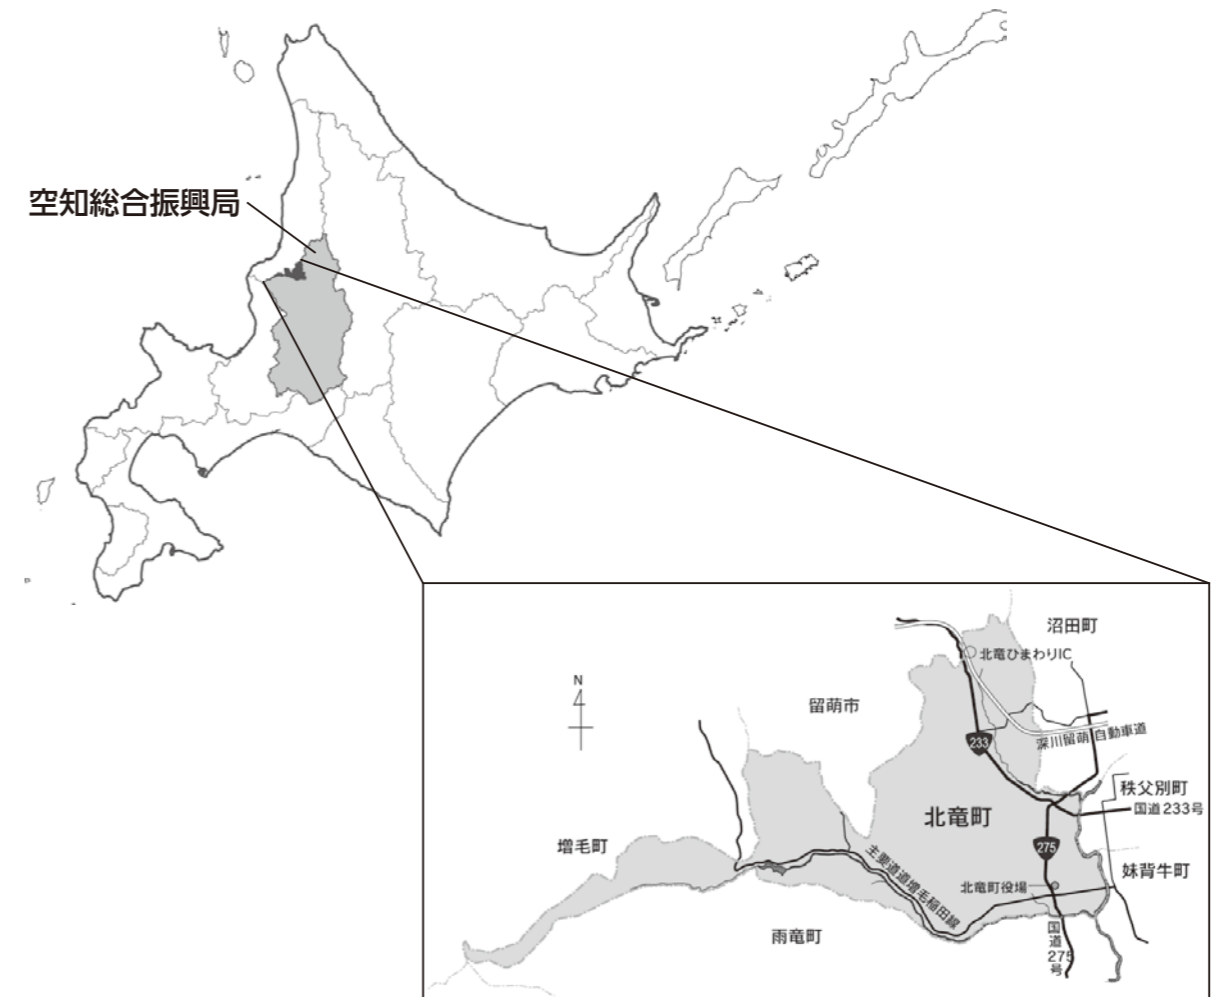 空知総合振興局
沼田町
北竜ひまわりIC
N
留萌市
深川留萌自動車道
233
秩父別町
国道233号
北竜町
増毛町
275
主要道道増毛稲田線
妹背牛町
北竜町役場
雨竜町
国道275号